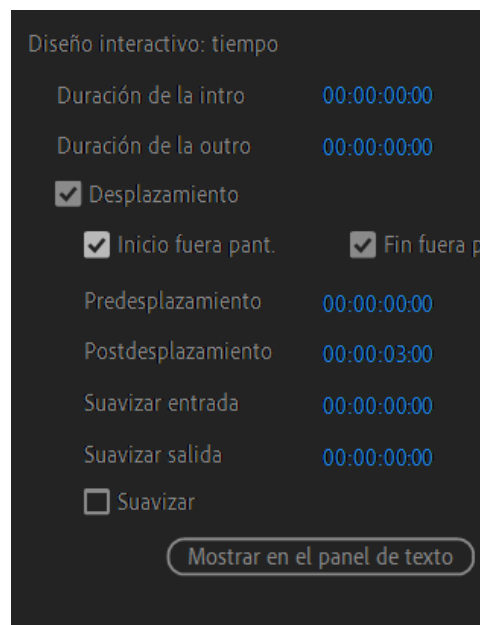 Diseño interactivo: tiempo
Duración de la intro 00:00:00:00
Duración de la outro 00:00:00:00
Desplazamiento
Inicio fuera pant. Fin fuera
Predesplazamiento 00:00:00:00
Postdesplazamiento 00:00:03:00
Suavizar entrada 00:00:00:00
Suavizar salida 00:00:00:00
Suavizar
Mostrar en el panel de texto